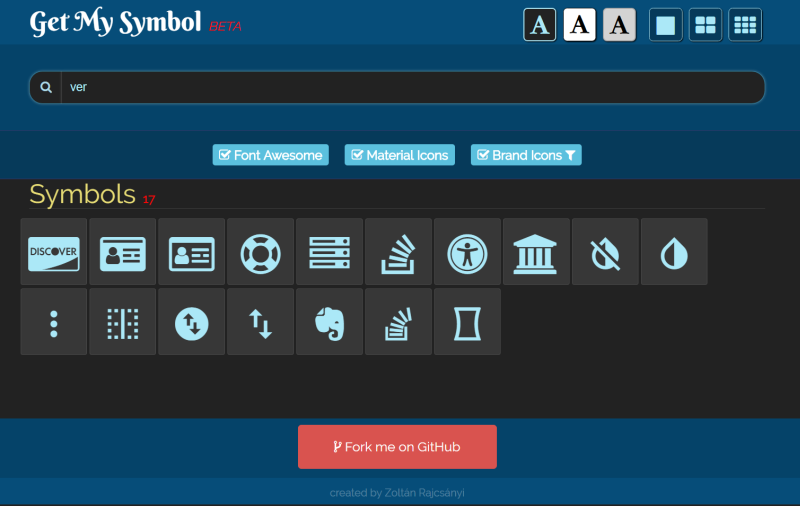 Get My Symbol BETA
A A A
ver
Font Awesome Material Icons Brand Icons
Symbols 17
DISCOVER
Fork me on GitHub
created by Zoltán Rajcsányi